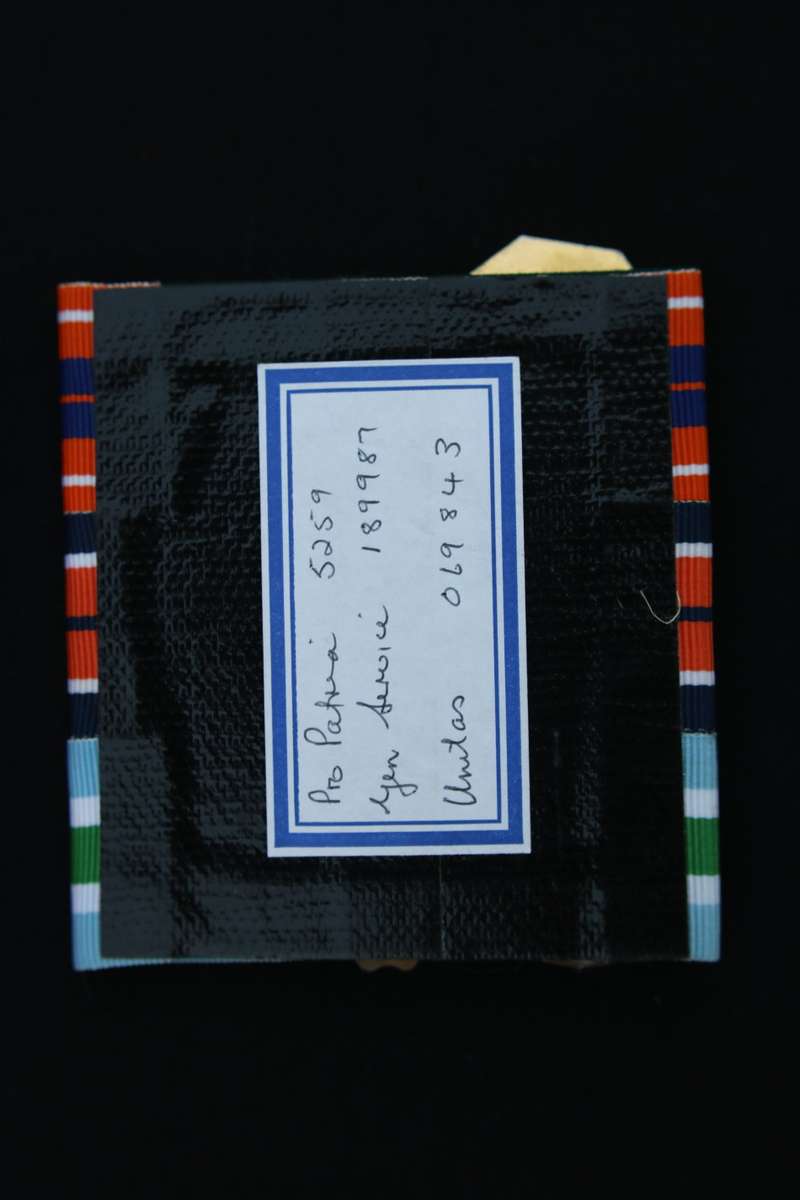 Pro Patria 5259
Gen Service 189987
Unitas 069843